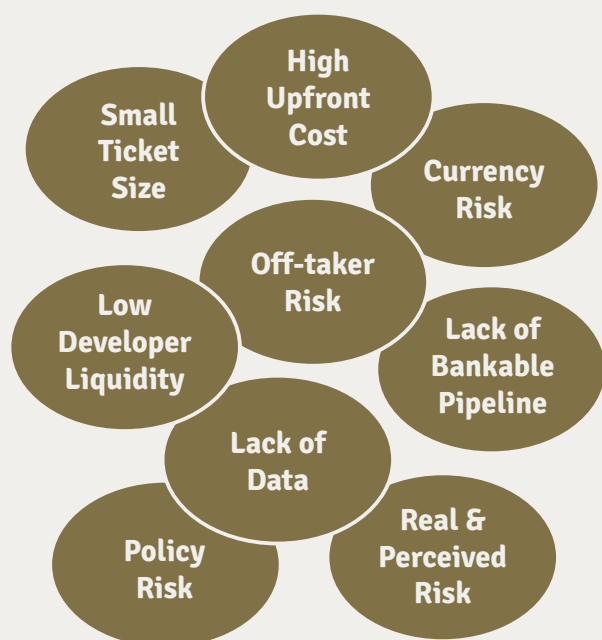 High
Upfront
Cost
Small
Ticket
Size
Currency
Risk
Off-taker
Risk
Low
Developer
Liquidity
Lack of
Bankable
Pipeline
Lack of
Data
Policy
Risk
Real &
Perceived
Risk